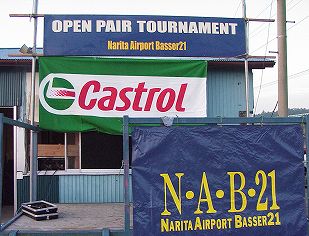 OPEN PAIR TOURNAMENT
Narita Airport Basser21
Castrol
N·A·B·21
NARITA AIRPORT BASSER21